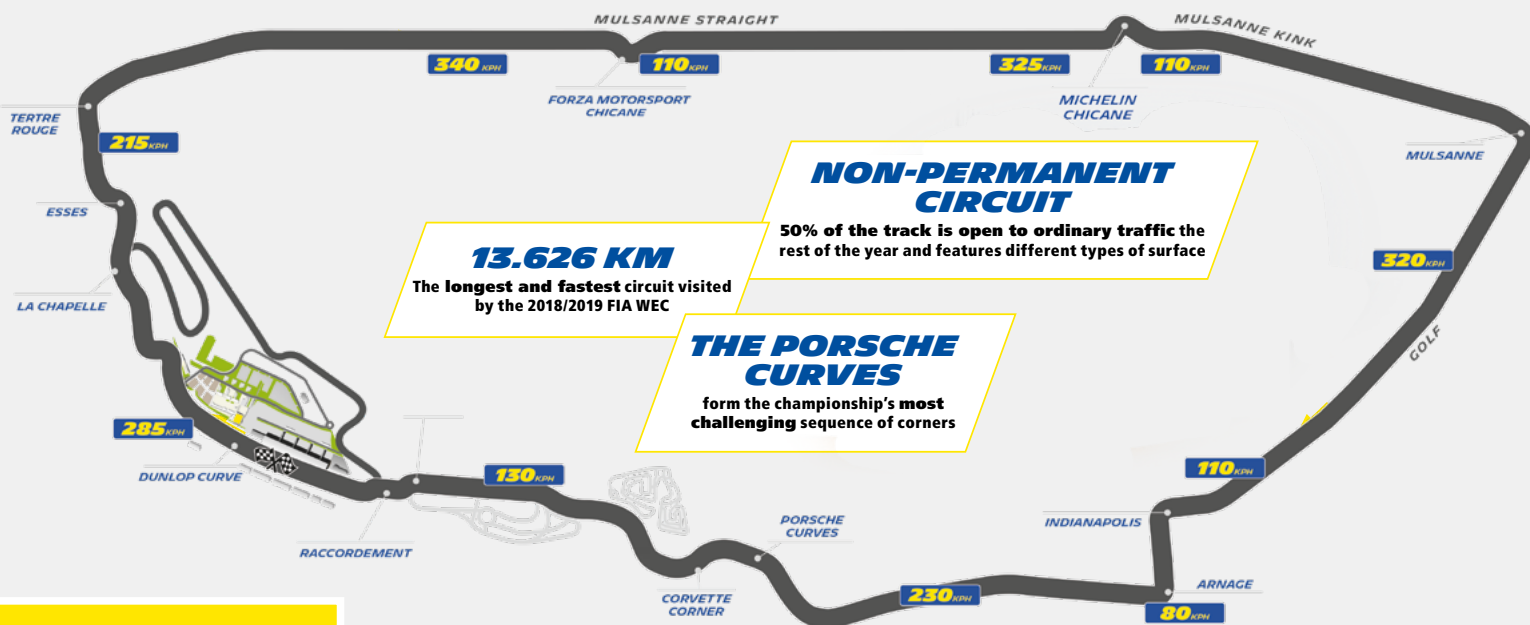 MULSANNE STRAIGHT
MULSANNE KINK
340 KPH
110 KPH
325 KPH
110 KPH
FORZA MOTORSPORT
CHICANE
MICHELIN
CHICANE
TERTRE
ROUGE
215 KPH
MULSANNE
NON-PERMANENT
CIRCUIT
50% of the track is open to ordinary traffic the
rest of the year and features different types of surface
ESSES
13.626 KM
The longest and fastest circuit visited
by the 2018/2019 FIA WEC
320 KPH
LA CHAPELLE
THE PORSCHE
CURVES
form the championship's most
challenging sequence of corners
GOLF
285 KPH
DUNLOP CURVE
130 KPH
110 KPH
INDIANAPOLIS
PORSCHE
CURVES
RACCORDEMENT
ARNAGE
CORVETTE
CORNER
230 KPH
80 KPH